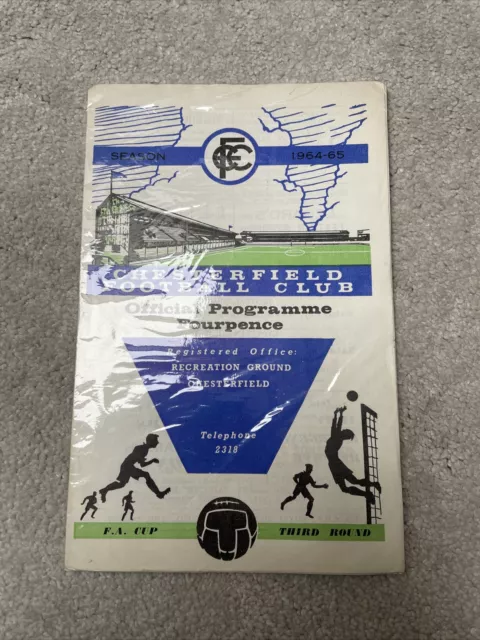 SEASON 1964-65
CFC
CHESTERFIELD
FOOTBALL CLUB
Official Programme
Fourpence
Registered Office:
RECREATION GROUND
CHESTERFIELD
Telephone
2318
F.A. CUP THIRD ROUND